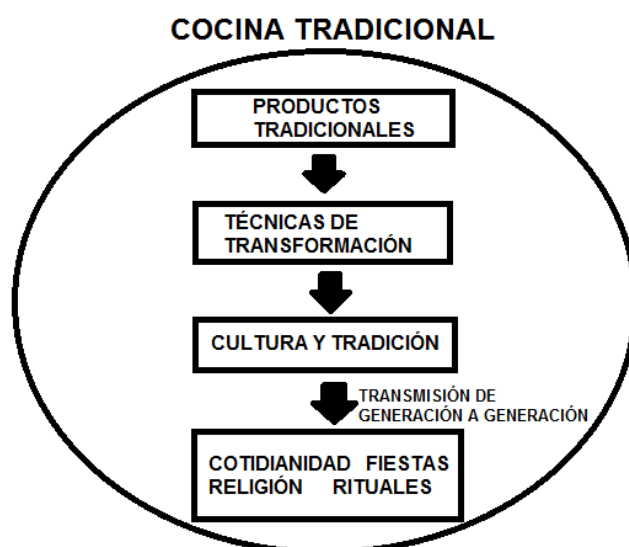 COCINA TRADICIONAL
PRODUCTOS
TRADICIONALES
TÉCNICAS DE
TRANSFORMACIÓN
CULTURA Y TRADICIÓN
TRANSMISIÓN DE
GENERACIÓN A GENERACIÓN
COTIDIANIDAD FIESTAS
RELIGIÓN RITUALES